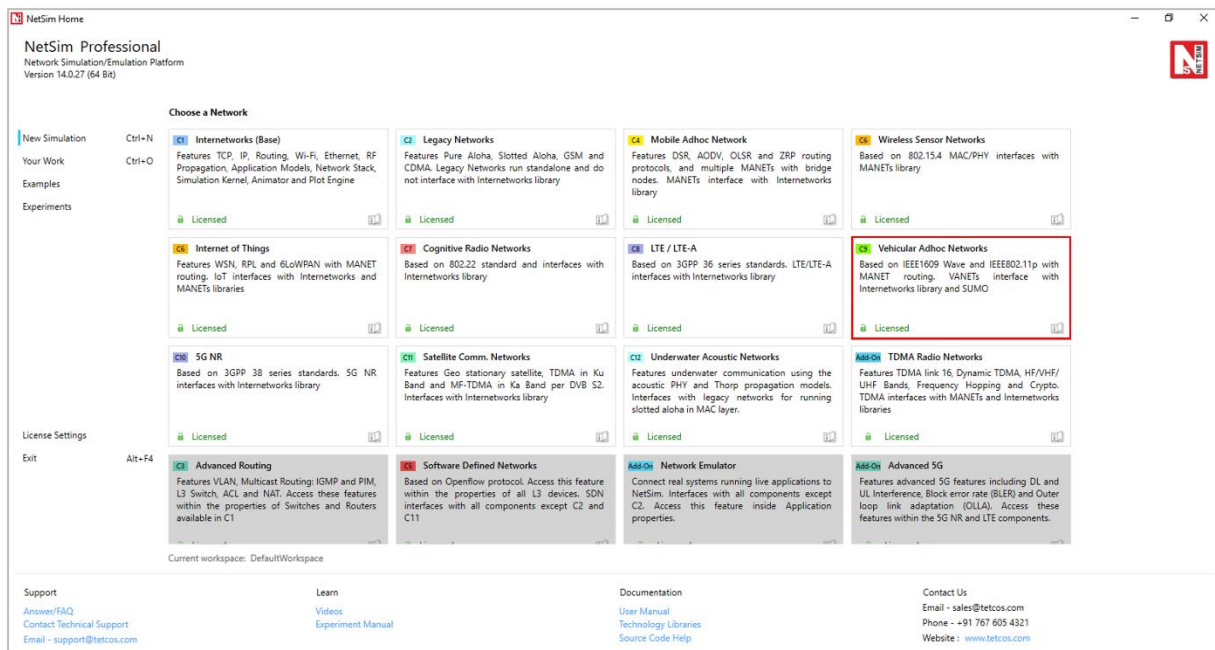 NetSim Home
NetSim Professional
Network Simulation/Emulation Platform
Version 14.0.27 (64 Bit)
NETSIM
Choose a Network
New Simulation Ctrl+N
Your Work Ctrl+O
Examples
Experiments
License Settings
Exit Alt+F4
C1 Internetworks (Base)
Features TCP, IP, Routing, Wi-Fi, Ethernet, RF
Propagation, Application Models, Network Stack,
Simulation Kernel, Animator and Plot Engine
Licensed
C2 Legacy Networks
Features Pure Aloha, Slotted Aloha, GSM and
CDMA. Legacy Networks run standalone and do
not interface with Internetworks library
Licensed
C4 Mobile Adhoc Network
Features DSR, AODV, OLSR and ZRP routing
protocols, and multiple MANETs with bridge
nodes. MANETs interface with Internetworks
library
Licensed
C6 Wireless Sensor Networks
Based on 802.15.4 MAC/PHY interfaces with
MANETs library
Licensed
C6 Internet of Things
Features WSN, RPL and 6LoWPAN with MANET
routing. IoT interfaces with Internetworks and
MANETs libraries
Licensed
C7 Cognitive Radio Networks
Based on 802.22 standard and interfaces with
Internetworks library
Licensed
C8 LTE / LTE-A
Based on 3GPP 36 series standards. LTE/LTE-A
interfaces with Internetworks library
Licensed
C9 Vehicular Adhoc Networks
Based on IEEE1609 Wave and IEEE802.11p with
MANET routing. VANETs interface with
Internetworks library and SUMO
Licensed
C10 5G NR
Based on 3GPP 38 series standards. 5G NR
interfaces with Internetworks library
Licensed
C11 Satellite Comm. Networks
Features Geo stationary satellite, TDMA in Ku
Band and MF-TDMA in Ka Band per DVB S2.
Interfaces with Internetworks library
Licensed
C12 Underwater Acoustic Networks
Features underwater communication using the
acoustic PHY and Thorp propagation models.
Interfaces with legacy networks for running
slotted aloha in MAC layer.
Licensed
Add-On TDMA Radio Networks
Features TDMA link 16, Dynamic TDMA, HF/VHF/
UHF Bands, Frequency Hopping and Crypto.
TDMA interfaces with MANETs and Internetworks
libraries
Licensed
C3 Advanced Routing
Features VLAN, Multicast Routing: IGMP and PIM,
L3 Switch, ACL and NAT. Access these features
within the properties of Switches and Routers
available in C1
C5 Software Defined Networks
Based on Openflow protocol. Access this feature
within the properties of all L3 devices. SDN
interfaces with all components except C2 and
C11
Add-On Network Emulator
Connect real systems running live applications to
NetSim. Interfaces with all components except
C2. Access this feature inside Application
properties.
Add-On Advanced 5G
Features advanced 5G features including DL and
UL Interference, Block error rate (BLER) and Outer
loop link adaptation (OLLA). Access these
features within the 5G NR and LTE components.
Current workspace: DefaultWorkspace
Support
Answer/FAQ
Contact Technical Support
Email - support@tetcos.com
Learn
Videos
Experiment Manual
Documentation
User Manual
Technology Libraries
Source Code Help
Contact Us
Email - sales@tetcos.com
Phone - +91 767 605 4321
Website : www.tetcos.com